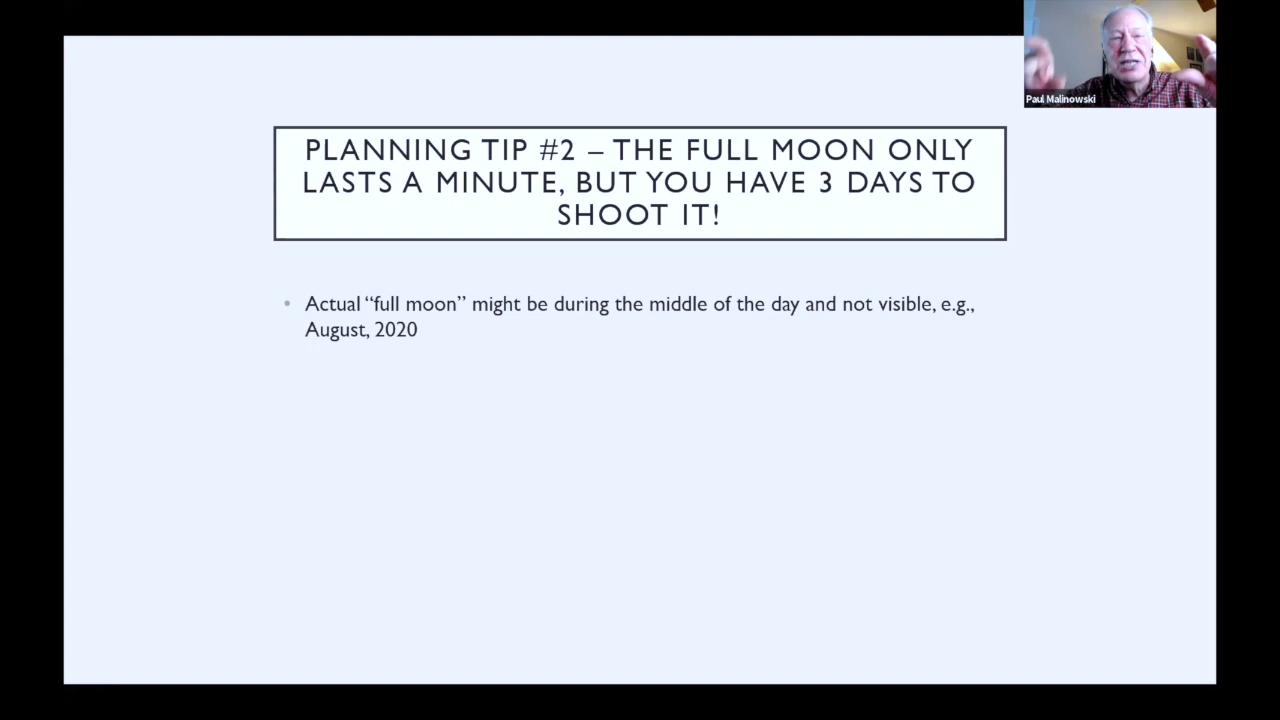 Paul Malinowski
PLANNING TIP #2 – THE FULL MOON ONLY
LASTS A MINUTE, BUT YOU HAVE 3 DAYS TO
SHOOT IT!
• Actual “full moon” might be during the middle of the day and not visible, e.g.,
August, 2020